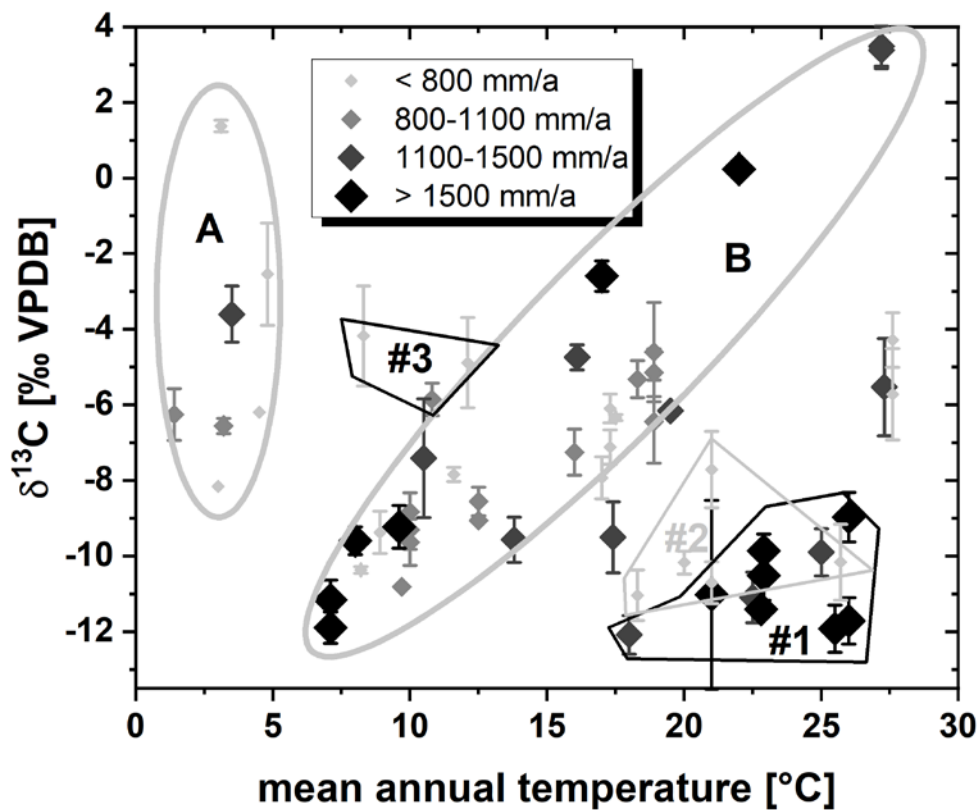 4
2
0
-2
-4
-6
-8
-10
-12
δ13C [‰ VPDB]
< 800 mm/a
800-1100 mm/a
1100-1500 mm/a
> 1500 mm/a
A
B
#3
#2
#1
0 5 10 15 20 25 30
mean annual temperature [°C]